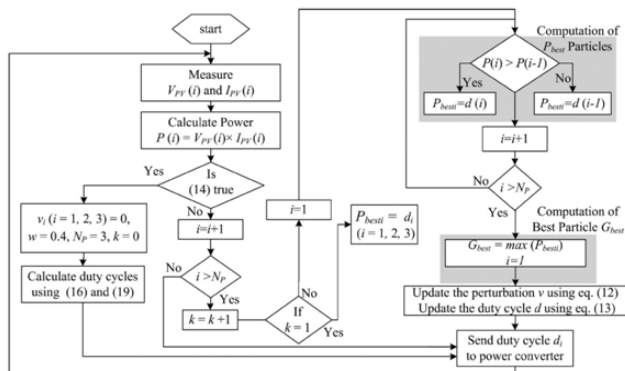 start
Measure
V_PV (i) and I_PV (i)
Calculate Power
P (i) = V_PV (i)× I_PV (i)
Yes
Is
(14) true
No
v_i (i = 1, 2, 3) = 0,
w = 0.4, N_P = 3, k = 0
Calculate duty cycles
using (16) and (19)
i=i+1
No
i >N_P
Yes
k = k +1
i=1
No
If
k = 1
Yes
P_besti = d_i
(i = 1, 2, 3)
Computation of
P_best Particles
P(i) > P(i-1)
Yes
No
P_besti=d (i)
P_besti=d (i-1)
i=i+1
No
i >N_P
Yes
Computation of
Best Particle G_best
G_best = max (P_besti)
i=1
Update the perturbation v using eq. (12)
Update the duty cycle d using eq. (13)
Send duty cycle d_i
to power converter